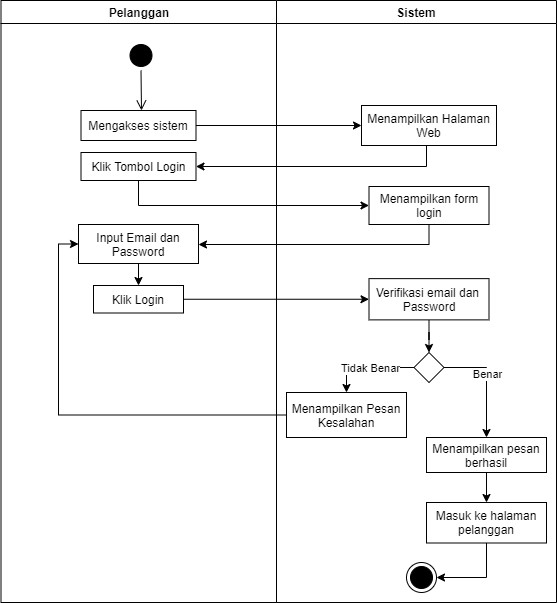 Pelanggan
Sistem
Mengakses sistem
Menampilkan Halaman
Web
Klik Tombol Login
Menampilkan form
login
Input Email dan
Password
Klik Login
Verifikasi email dan
Password
Tidak Benar
Benar
Menampilkan Pesan
Kesalahan
Menampilkan pesan
berhasil
Masuk ke halaman
pelanggan